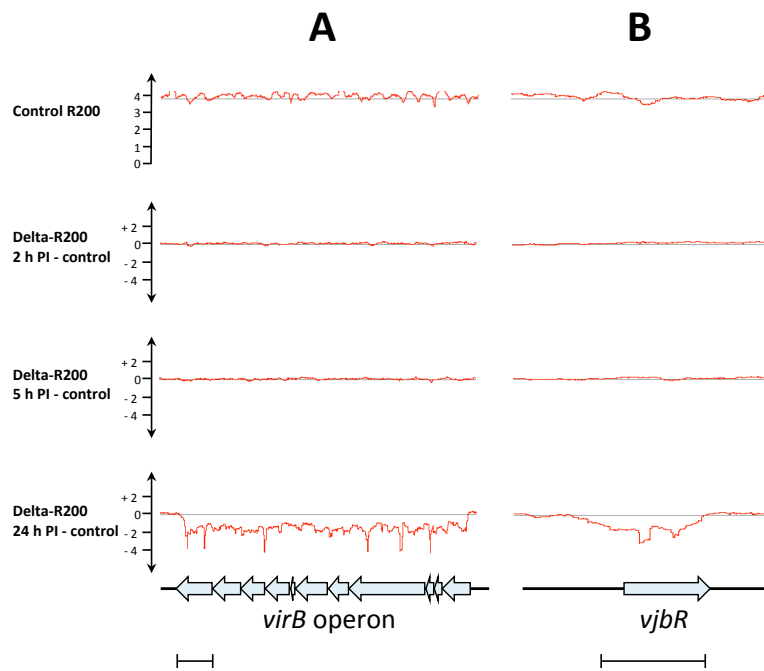 A
B
Control R200
4
3
2
1
0
Delta-R200
2 h PI - control
+ 2
0
- 2
- 4
Delta-R200
5 h PI - control
+ 2
0
- 2
- 4
Delta-R200
24 h PI - control
+ 2
0
- 2
- 4
virB operon
vjbR